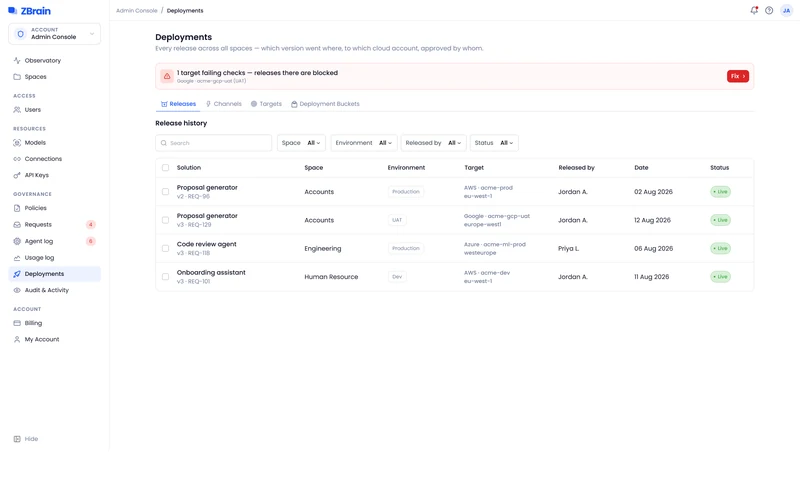 ZBrain
Admin Console / Deployments
JA
ACCOUNT
Admin Console
Observatory
Spaces
ACCESS
Users
RESOURCES
Models
Connections
API Keys
GOVERNANCE
Policies
Requests 4
Agent log
Usage log
Deployments
Audit & Activity
ACCOUNT
Billing
My Account
Hide
Deployments
Every release across all spaces — which version went where, to which cloud account, approved by whom.
1 target failing checks — releases there are blocked
Google · acme-gcp-uat (UAT)
Fix ›
Releases Channels Targets Deployment Buckets
Release history
Search Space All Environment All Released by All Status All
Solution Space Environment Target Released by Date Status
Proposal generator
v2 · REQ-96
Accounts Production
AWS · acme-prod
eu-west-1
Jordan A. 02 Aug 2026 Live
Proposal generator
v3 · REQ-129
Accounts UAT
Google · acme-gcp-uat
europe-west1
Jordan A. 12 Aug 2026 Live
Code review agent
v3 · REQ-118
Engineering Production
Azure · acme-ml-prod
westeurope
Priya L. 06 Aug 2026 Live
Onboarding assistant
v3 · REQ-101
Human Resource Dev
AWS · acme-dev
eu-west-1
Jordan A. 11 Aug 2026 Live